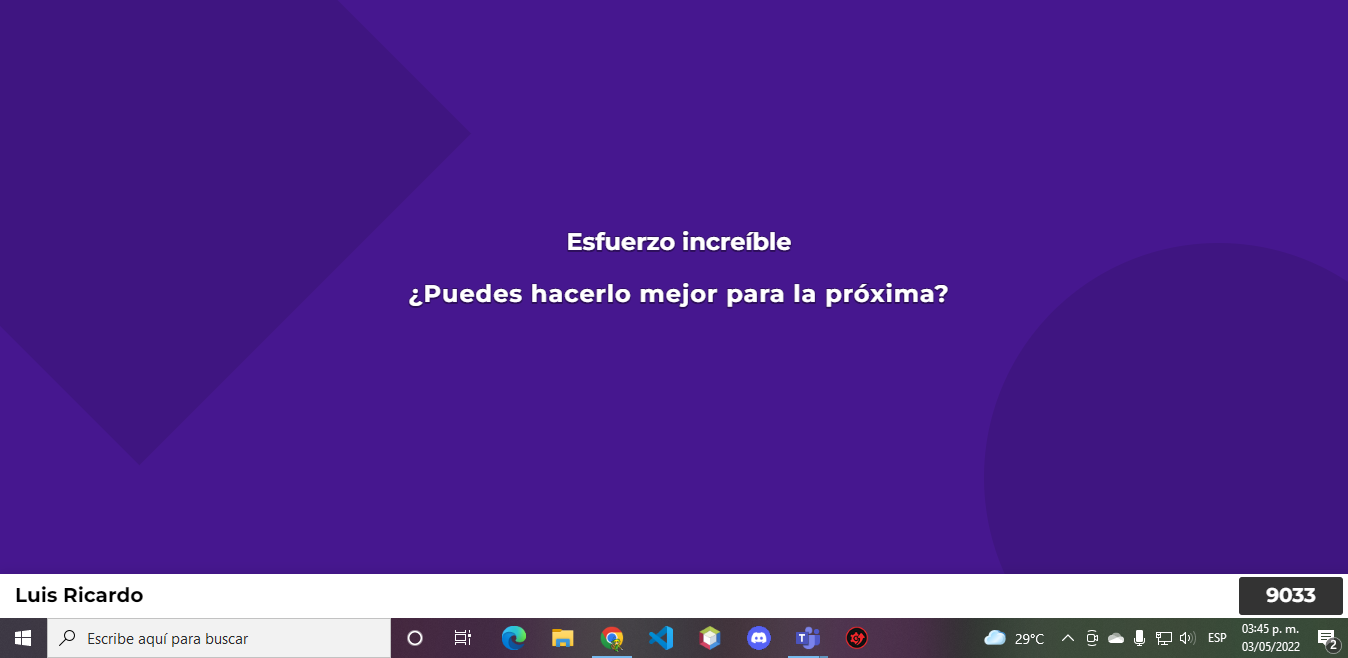 Esfuerzo increíble
¿Puedes hacerlo mejor para la próxima?
Luis Ricardo
9033
Escribe aquí para buscar
29°C
ESP
03:45 p. m.
03/05/2022
2